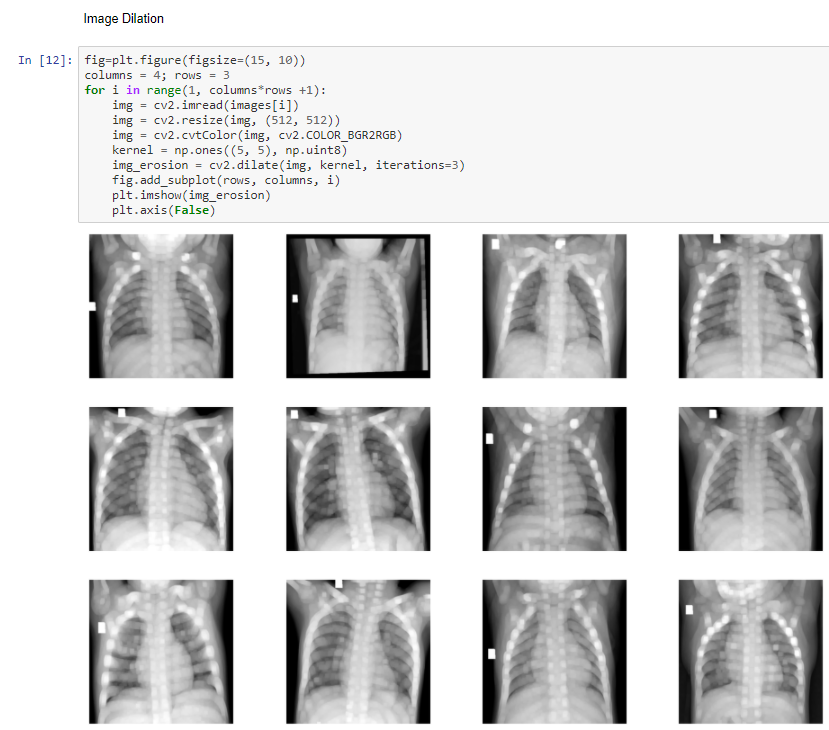 Image Dilation
In [12]: fig=plt.figure(figsize=(15, 10))
columns = 4; rows = 3
for i in range(1, columns*rows +1):
    img = cv2.imread(images[i])
    img = cv2.resize(img, (512, 512))
    img = cv2.cvtColor(img, cv2.COLOR_BGR2RGB)
    kernel = np.ones((5, 5), np.uint8)
    img_erosion = cv2.dilate(img, kernel, iterations=3)
    fig.add_subplot(rows, columns, i)
    plt.imshow(img_erosion)
    plt.axis(False)